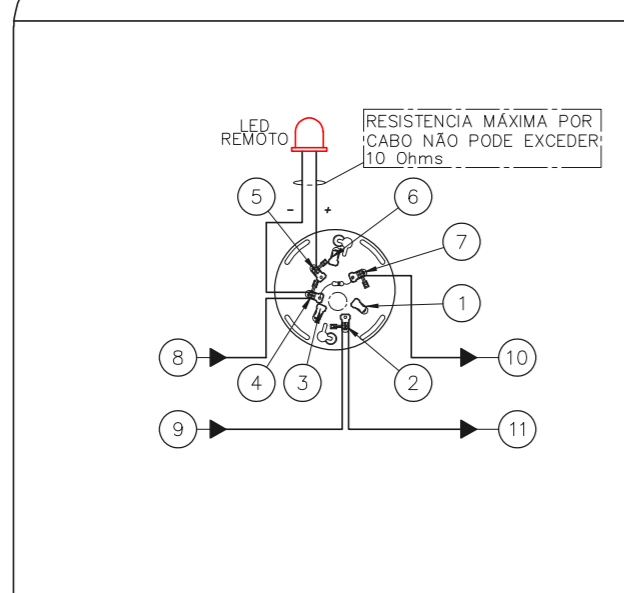 LED
REMOTO
RESISTENCIA MÁXIMA POR
CABO NÃO PODE EXCEDER
10 Ohms
- +
5
6
7
1
8
4
3
2
10
9
11